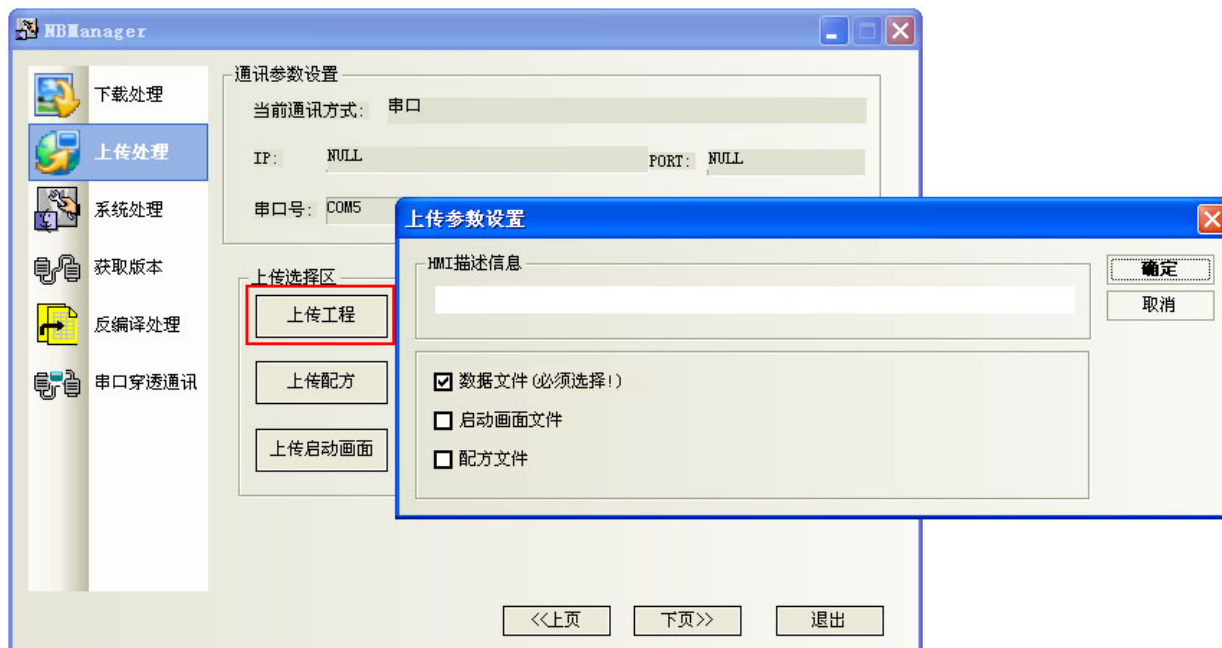 NBManager
下载处理
上传处理
系统处理
获取版本
反编译处理
串口穿透通讯
通讯参数设置
当前通讯方式: 串口
IP: NULL PORT: NULL
串口号: COM5
上传选择区
上传工程
上传配方
上传启动画面
上传参数设置
HMI描述信息
确定
取消
数据文件(必须选择!)
启动画面文件
配方文件
<<上页 下页>> 退出